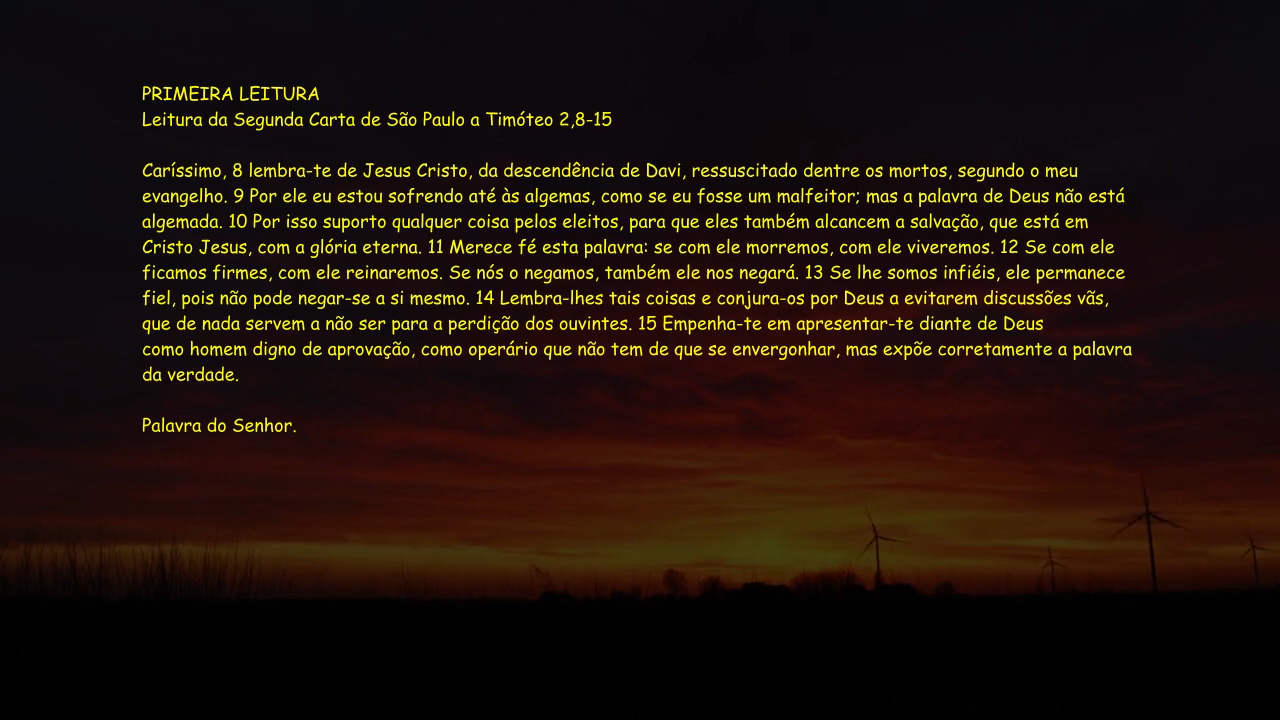 PRIMEIRA LEITURA
Leitura da Segunda Carta de São Paulo a Timóteo 2,8-15
Caríssimo, 8 lembra-te de Jesus Cristo, da descendência de Davi, ressuscitado dentre os mortos, segundo o meu
evangelho. 9 Por ele eu estou sofrendo até às algemas, como se eu fosse um malfeitor; mas a palavra de Deus não está
algemada. 10 Por isso suporto qualquer coisa pelos eleitos, para que eles também alcancem a salvação, que está em
Cristo Jesus, com a glória eterna. 11 Merece fé esta palavra: se com ele morremos, com ele viveremos. 12 Se com ele
ficamos firmes, com ele reinaremos. Se nós o negamos, também ele nos negará. 13 Se lhe somos infiéis, ele permanece
fiel, pois não pode negar-se a si mesmo. 14 Lembra-lhes tais coisas e conjura-os por Deus a evitarem discussões vãs,
que de nada servem a não ser para a perdição dos ouvintes. 15 Empenha-te em apresentar-te diante de Deus
como homem digno de aprovação, como operário que não tem de que se envergonhar, mas expõe corretamente a palavra
da verdade.
Palavra do Senhor.